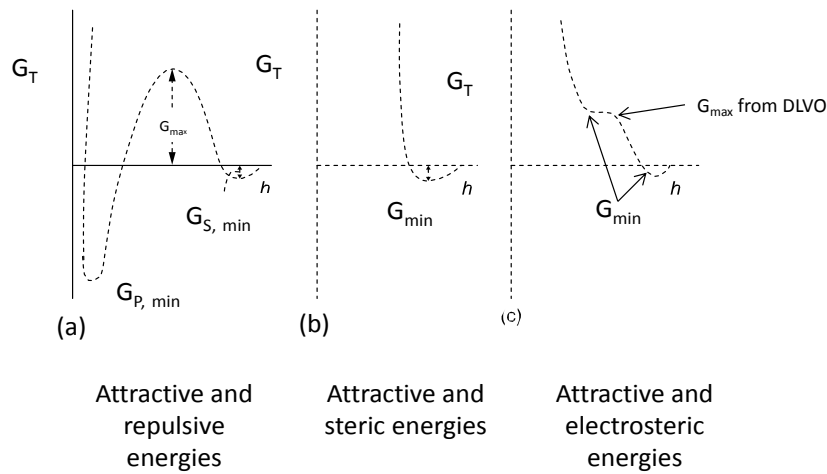 G_T
G_max
G_P, min
G_S, min
h
(a)
G_T
G_min
h
(b)
G_T
G_max from DLVO
G_min
h
(c)
Attractive and
repulsive
energies
Attractive and
steric energies
Attractive and
electrosteric
energies